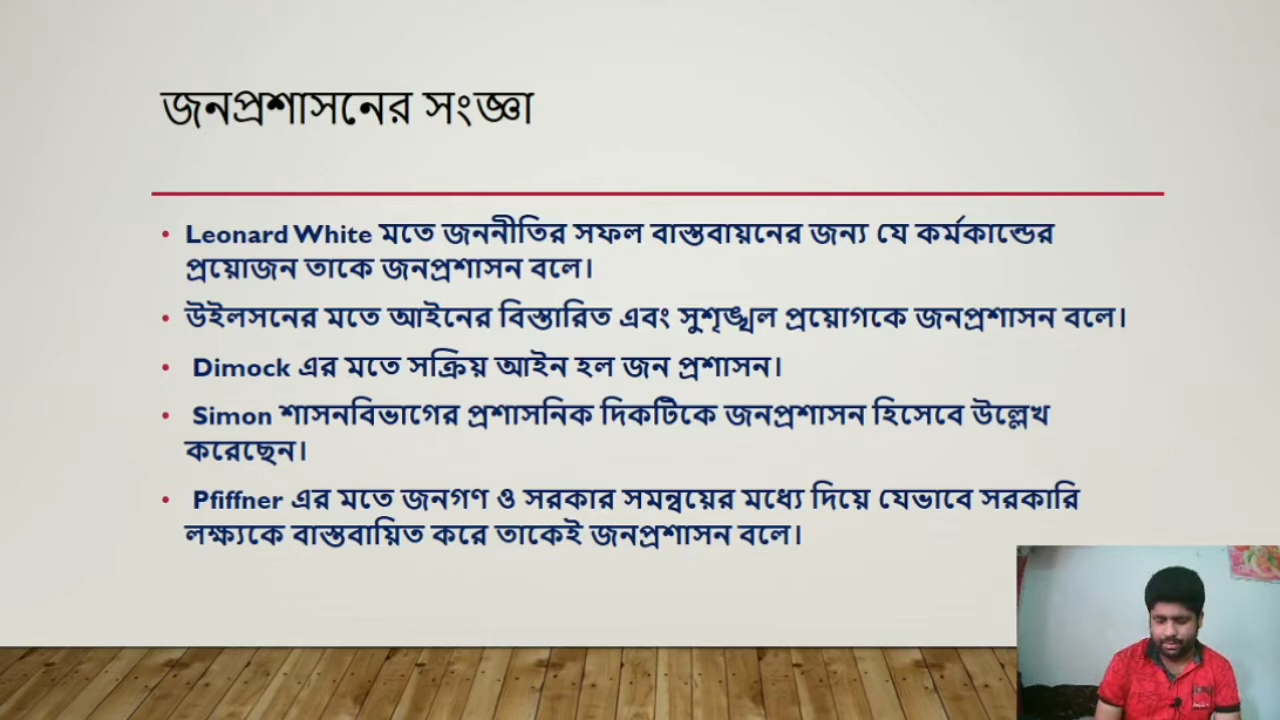 জনপ্রশাসনের সংজ্ঞা
• Leonard White মতে জননীতির সফল বাস্তবায়নের জন্য যে কর্মকান্ডের
প্রয়োজন তাকে জনপ্রশাসন বলে।
• উইলসনের মতে আইনের বিস্তারিত এবং সুশৃঙ্খল প্রয়োগকে জনপ্রশাসন বলে।
• Dimock এর মতে সক্রিয় আইন হল জন প্রশাসন।
• Simon শাসনবিভাগের প্রশাসনিক দিকটিকে জনপ্রশাসন হিসেবে উল্লেখ
করেছেন।
• Pfiffner এর মতে জনগণ ও সরকার সমন্বয়ের মধ্যে দিয়ে যেভাবে সরকারি
লক্ষ্যকে বাস্তবায়িত করে তাকেই জনপ্রশাসন বলে।